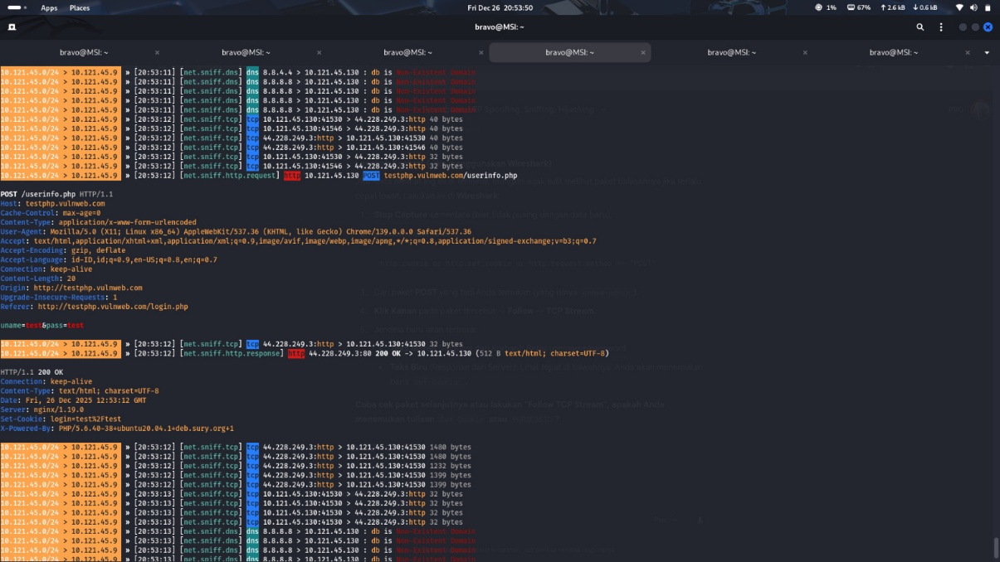 Apps Places Fri Dec 26 20:53:50 1% 67% ↑ 2.6 kB ↓ 0.6 kB
bravo@MSI: ~
bravo@MSI: ~ × bravo@MSI: ~ × bravo@MSI: ~ × bravo@MSI: ~ × bravo@MSI: ~ × bravo@MSI: ~ ×
10.121.45.0/24 > 10.121.45.9 » [20:53:11] [net.sniff.dns] dns 8.8.4.4 > 10.121.45.130 : db is Non-Existent Domain
10.121.45.0/24 > 10.121.45.9 » [20:53:11] [net.sniff.dns] dns 8.8.8.8 > 10.121.45.130 : db is Non-Existent Domain
10.121.45.0/24 > 10.121.45.9 » [20:53:11] [net.sniff.dns] dns 8.8.8.8 > 10.121.45.130 : db is Non-Existent Domain
10.121.45.0/24 > 10.121.45.9 » [20:53:11] [net.sniff.dns] dns 8.8.8.8 > 10.121.45.130 : db is Non-Existent Domain
10.121.45.0/24 > 10.121.45.9 » [20:53:11] [net.sniff.dns] dns 8.8.8.8 > 10.121.45.130 : db is Non-Existent Domain
10.121.45.0/24 > 10.121.45.9 » [20:53:12] [net.sniff.tcp] tcp 10.121.45.130:41530 > 44.228.249.3:http 40 bytes
10.121.45.0/24 > 10.121.45.9 » [20:53:12] [net.sniff.tcp] tcp 10.121.45.130:41546 > 44.228.249.3:http 40 bytes
10.121.45.0/24 > 10.121.45.9 » [20:53:12] [net.sniff.tcp] tcp 44.228.249.3:http > 10.121.45.130:41530 40 bytes
10.121.45.0/24 > 10.121.45.9 » [20:53:12] [net.sniff.tcp] tcp 44.228.249.3:http > 10.121.45.130:41546 40 bytes
10.121.45.0/24 > 10.121.45.9 » [20:53:12] [net.sniff.tcp] tcp 10.121.45.130:41530 > 44.228.249.3:http 32 bytes
10.121.45.0/24 > 10.121.45.9 » [20:53:12] [net.sniff.tcp] tcp 10.121.45.130:41546 > 44.228.249.3:http 32 bytes
10.121.45.0/24 > 10.121.45.9 » [20:53:12] [net.sniff.http.request] http 10.121.45.130 POST testphp.vulnweb.com/userinfo.php
POST /userinfo.php HTTP/1.1
Host: testphp.vulnweb.com
Cache-Control: max-age=0
Content-Type: application/x-www-form-urlencoded
User-Agent: Mozilla/5.0 (X11; Linux x86_64) AppleWebKit/537.36 (KHTML, like Gecko) Chrome/139.0.0.0 Safari/537.36
Accept: text/html,application/xhtml+xml,application/xml;q=0.9,image/avif,image/webp,image/apng,*/*;q=0.8,application/signed-exchange;v=b3;q=0.7
Accept-Encoding: gzip, deflate
Accept-Language: id-ID,id;q=0.9,en-US;q=0.8,en;q=0.7
Connection: keep-alive
Content-Length: 20
Origin: http://testphp.vulnweb.com
Upgrade-Insecure-Requests: 1
Referer: http://testphp.vulnweb.com/login.php
uname=test&pass=test
10.121.45.0/24 > 10.121.45.9 » [20:53:12] [net.sniff.tcp] tcp 44.228.249.3:http > 10.121.45.130:41530 32 bytes
10.121.45.0/24 > 10.121.45.9 » [20:53:12] [net.sniff.http.response] http 44.228.249.3:80 200 OK -> 10.121.45.130 (512 B text/html; charset=UTF-8)
HTTP/1.1 200 OK
Connection: keep-alive
Content-Type: text/html; charset=UTF-8
Date: Fri, 26 Dec 2025 12:53:12 GMT
Server: nginx/1.19.0
Set-Cookie: login=test%2Ftest
X-Powered-By: PHP/5.6.40-38+ubuntu20.04.1+deb.sury.org+1
10.121.45.0/24 > 10.121.45.9 » [20:53:12] [net.sniff.tcp] tcp 44.228.249.3:http > 10.121.45.130:41530 1480 bytes
10.121.45.0/24 > 10.121.45.9 » [20:53:12] [net.sniff.tcp] tcp 44.228.249.3:http > 10.121.45.130:41530 1480 bytes
10.121.45.0/24 > 10.121.45.9 » [20:53:12] [net.sniff.tcp] tcp 44.228.249.3:http > 10.121.45.130:41530 1232 bytes
10.121.45.0/24 > 10.121.45.9 » [20:53:12] [net.sniff.tcp] tcp 44.228.249.3:http > 10.121.45.130:41530 1399 bytes
10.121.45.0/24 > 10.121.45.9 » [20:53:12] [net.sniff.tcp] tcp 44.228.249.3:http > 10.121.45.130:41530 1399 bytes
10.121.45.0/24 > 10.121.45.9 » [20:53:13] [net.sniff.tcp] tcp 10.121.45.130:41530 > 44.228.249.3:http 32 bytes
10.121.45.0/24 > 10.121.45.9 » [20:53:13] [net.sniff.tcp] tcp 10.121.45.130:41530 > 44.228.249.3:http 32 bytes
10.121.45.0/24 > 10.121.45.9 » [20:53:13] [net.sniff.tcp] tcp 10.121.45.130:41530 > 44.228.249.3:http 32 bytes
10.121.45.0/24 > 10.121.45.9 » [20:53:13] [net.sniff.tcp] tcp 10.121.45.130:41530 > 44.228.249.3:http 32 bytes
10.121.45.0/24 > 10.121.45.9 » [20:53:13] [net.sniff.dns] dns 8.8.8.8 > 10.121.45.130 : db is Non-Existent Domain
10.121.45.0/24 > 10.121.45.9 » [20:53:13] [net.sniff.dns] dns 8.8.8.8 > 10.121.45.130 : db is Non-Existent Domain
10.121.45.0/24 > 10.121.45.9 » [20:53:13] [net.sniff.dns] dns 8.8.8.8 > 10.121.45.130 : db is Non-Existent Domain
10.121.45.0/24 > 10.121.45.9 » [20:53:13] [net.sniff.dns] dns 8.8.8.8 > 10.121.45.130 : db is Non-Existent Domain